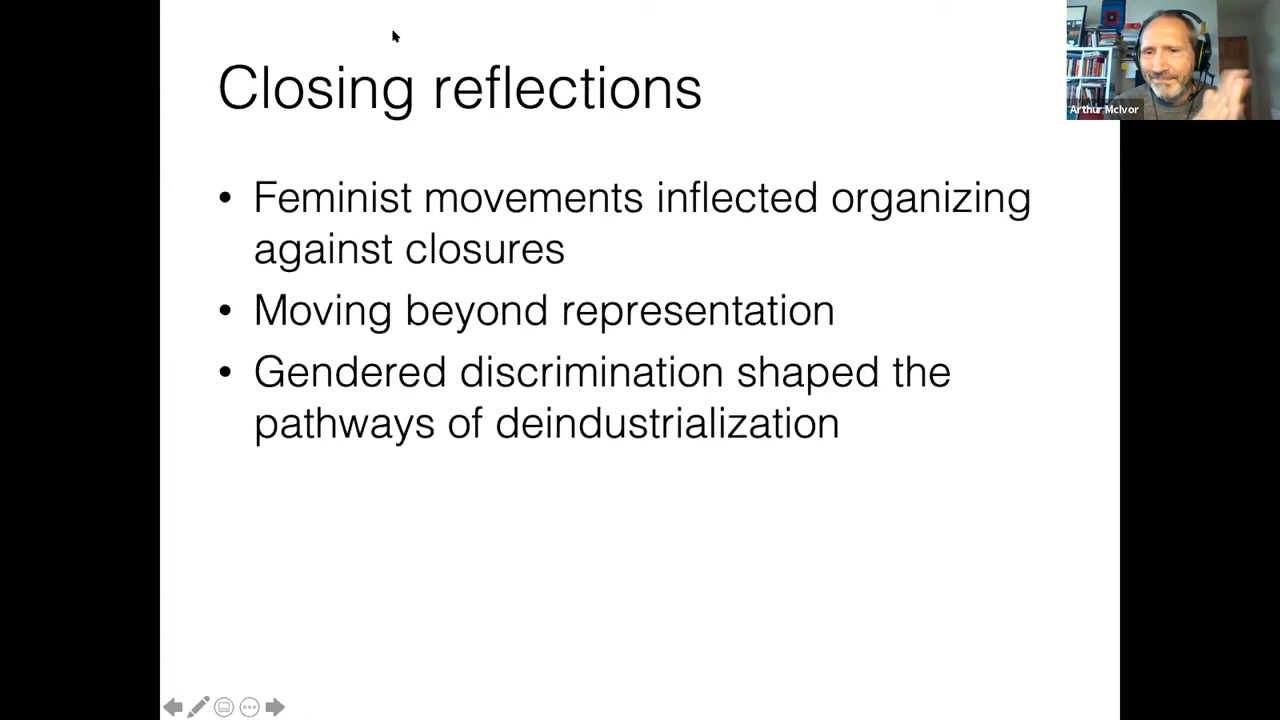 Closing reflections
Arthur McIvor
• Feminist movements inflected organizing
against closures
• Moving beyond representation
• Gendered discrimination shaped the
pathways of deindustrialization